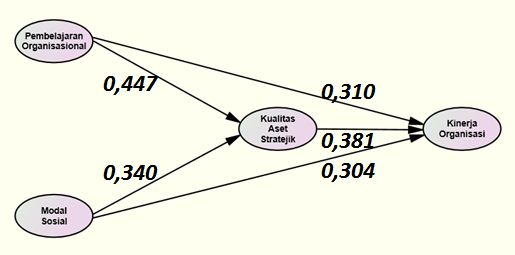 Pembelajaran
Organisasional
0,447
0,310
Kualitas
Aset
Stratejik
Kinerja
Organisasi
0,381
0,340
0,304
Modal
Sosial